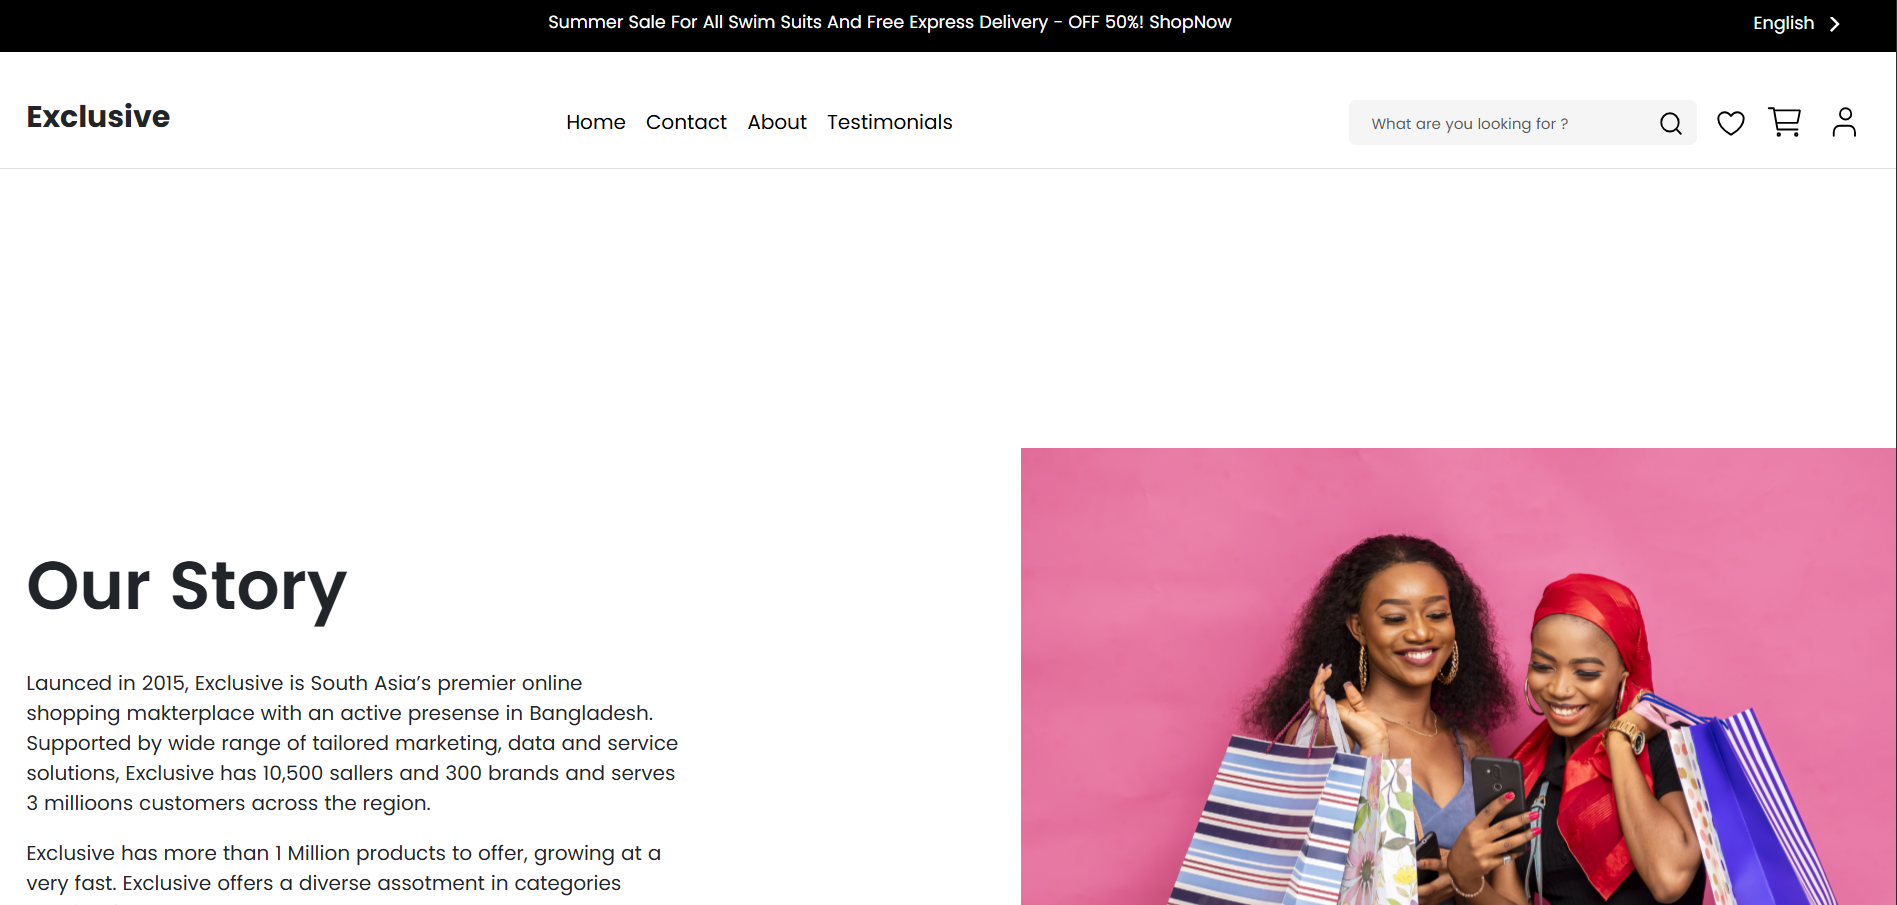 Summer Sale For All Swim Suits And Free Express Delivery - OFF 50%! ShopNow
English
Exclusive
Home
Contact
About
Testimonials
What are you looking for ?
Our Story
Launced in 2015, Exclusive is South Asia’s premier online
shopping makterplace with an active presense in Bangladesh.
Supported by wide range of tailored marketing, data and service
solutions, Exclusive has 10,500 sallers and 300 brands and serves
3 millioons customers across the region.
Exclusive has more than 1 Million products to offer, growing at a
very fast. Exclusive offers a diverse assotment in categories